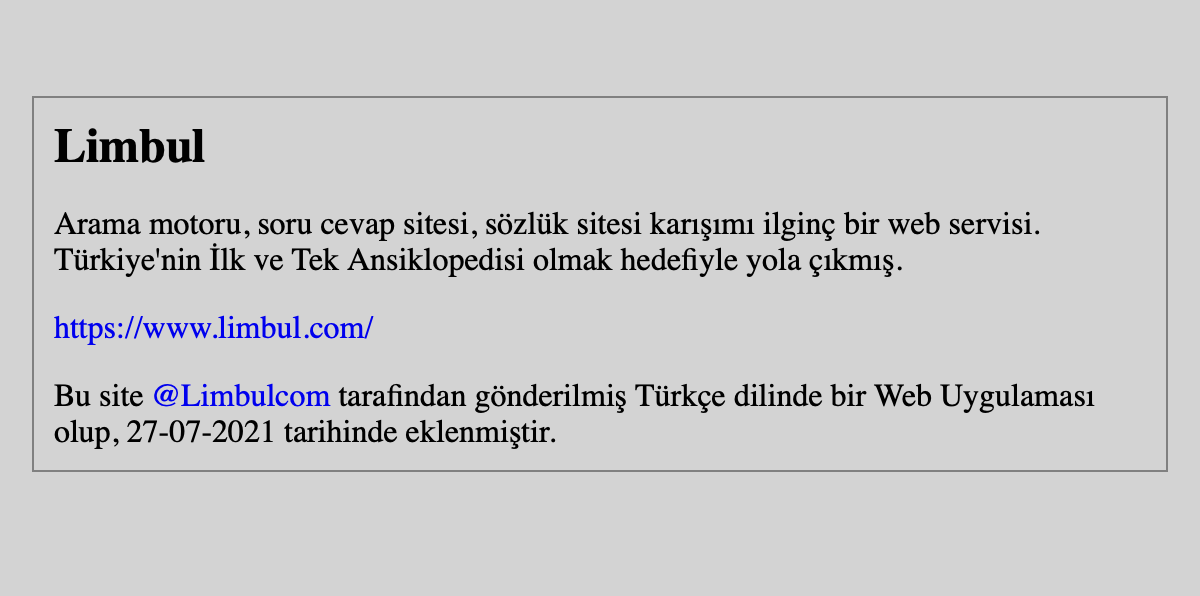 Limbul
Arama motoru, soru cevap sitesi, sözlük sitesi karışımı ilginç bir web servisi.
Türkiye'nin İlk ve Tek Ansiklopedisi olmak hedefiyle yola çıkmış.
https://www.limbul.com/
Bu site @Limbulcom tarafından gönderilmiş Türkçe dilinde bir Web Uygulaması
olup, 27-07-2021 tarihinde eklenmiştir.